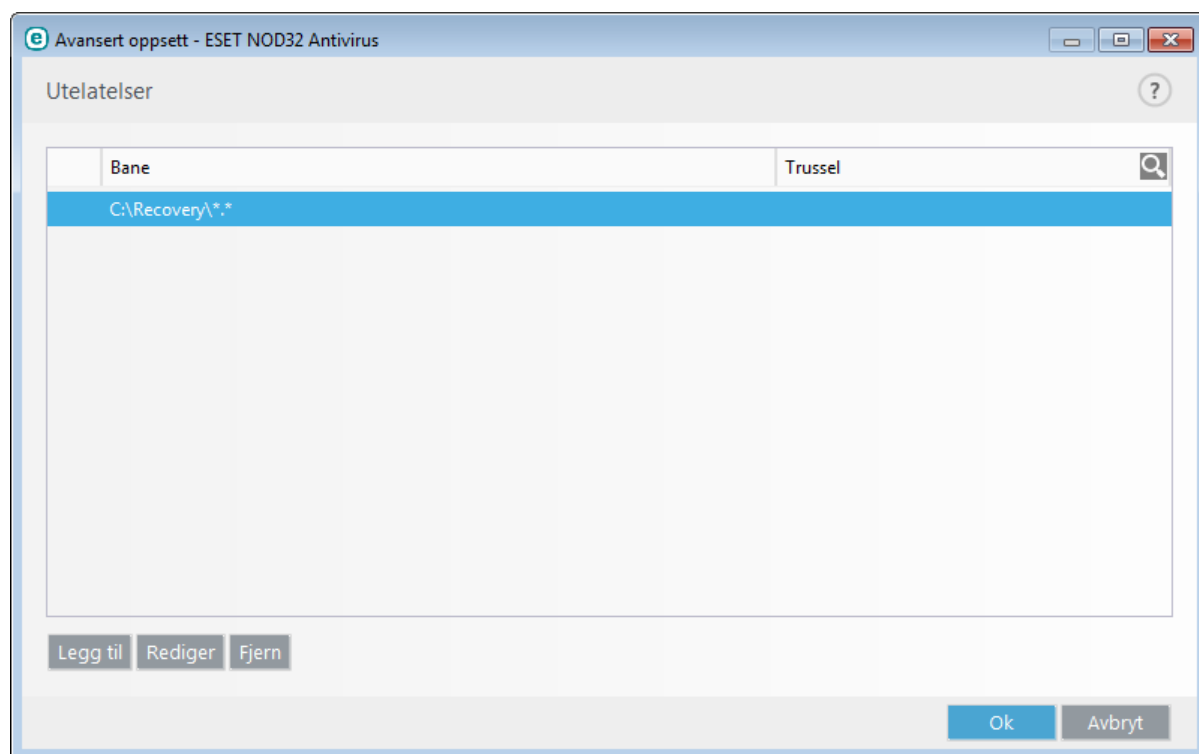 Avansert oppsett - ESET NOD32 Antivirus
Utelatelser
?
Bane Trussel
C:\Recovery\*.*
Legg til Rediger Fjern
Ok Avbryt